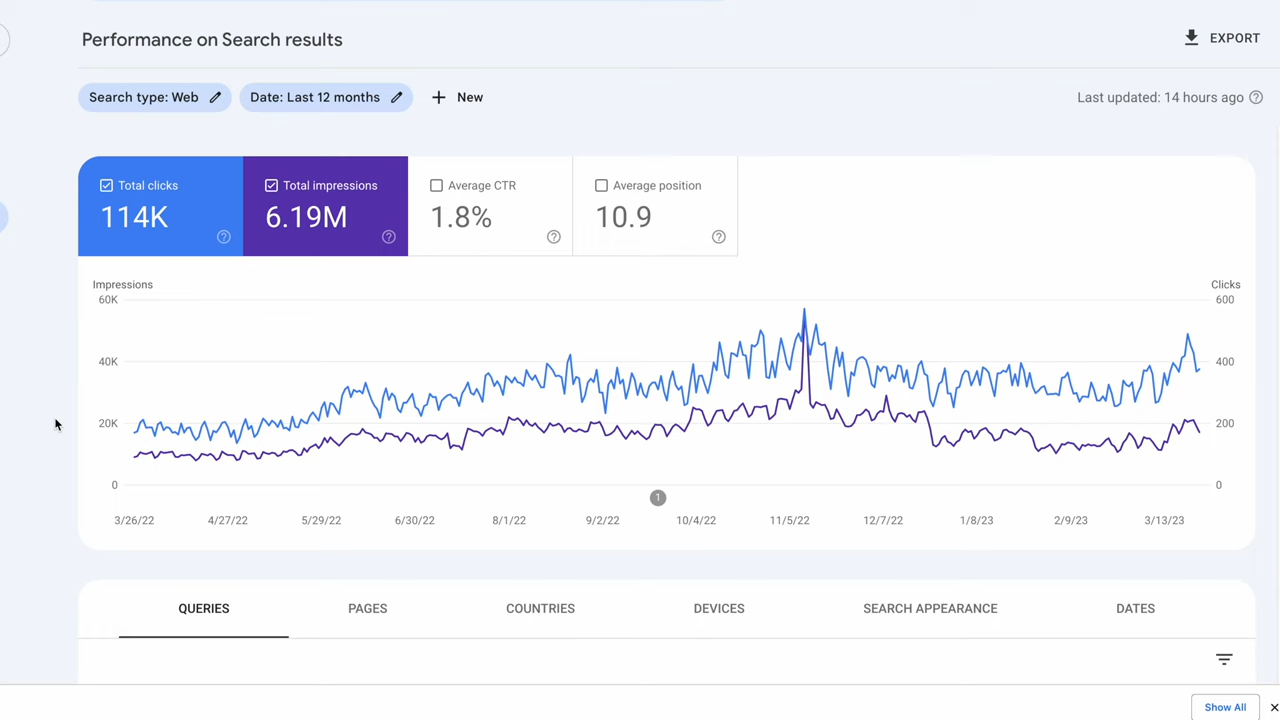 Performance on Search results
EXPORT
Search type: Web
Date: Last 12 months
New
Last updated: 14 hours ago
Total clicks
114K
Total impressions
6.19M
Average CTR
1.8%
Average position
10.9
Impressions
Clicks
60K
600
40K
400
20K
200
0
0
1
3/26/22 4/27/22 5/29/22 6/30/22 8/1/22 9/2/22 10/4/22 11/5/22 12/7/22 1/8/23 2/9/23 3/13/23
QUERIES PAGES COUNTRIES DEVICES SEARCH APPEARANCE DATES
Show All